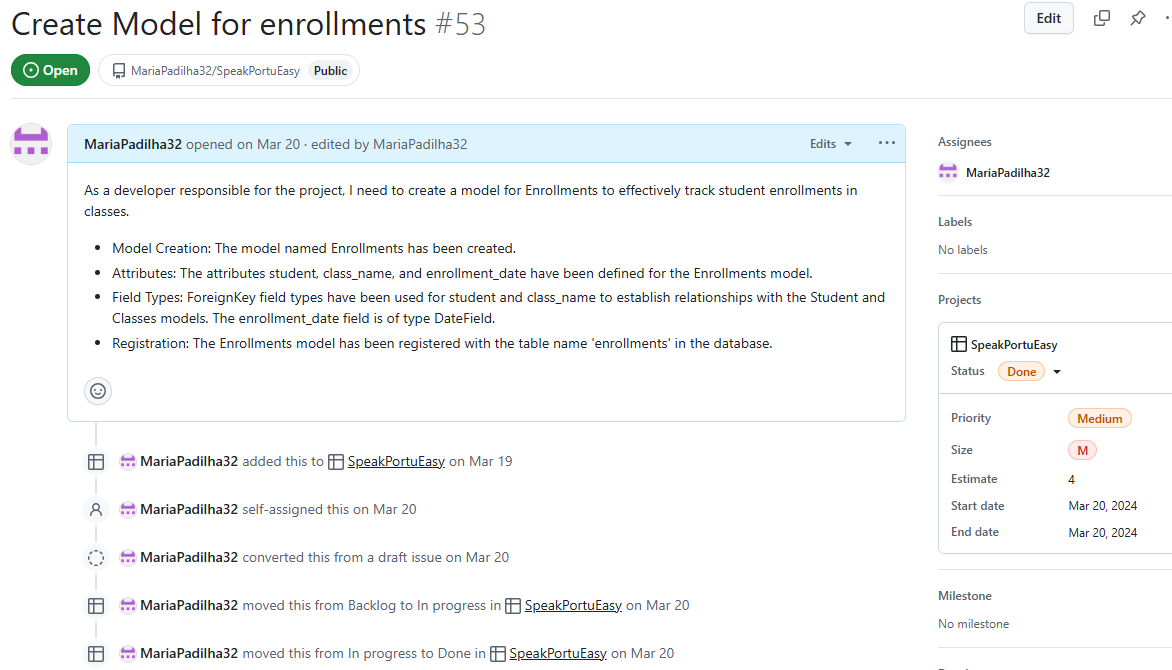 Create Model for enrollments #53
Edit
Open
MariaPadilha32/SpeakPortuEasy Public
MariaPadilha32 opened on Mar 20 · edited by MariaPadilha32
Edits
As a developer responsible for the project, I need to create a model for Enrollments to effectively track student enrollments in
classes.
Model Creation: The model named Enrollments has been created.
Attributes: The attributes student, class_name, and enrollment_date have been defined for the Enrollments model.
Field Types: ForeignKey field types have been used for student and class_name to establish relationships with the Student and
Classes models. The enrollment_date field is of type DateField.
Registration: The Enrollments model has been registered with the table name 'enrollments' in the database.
MariaPadilha32 added this to SpeakPortuEasy on Mar 19
MariaPadilha32 self-assigned this on Mar 20
MariaPadilha32 converted this from a draft issue on Mar 20
MariaPadilha32 moved this from Backlog to In progress in SpeakPortuEasy on Mar 20
MariaPadilha32 moved this from In progress to Done in SpeakPortuEasy on Mar 20
Assignees
MariaPadilha32
Labels
No labels
Projects
SpeakPortuEasy
Status Done
Priority Medium
Size M
Estimate 4
Start date Mar 20, 2024
End date Mar 20, 2024
Milestone
No milestone